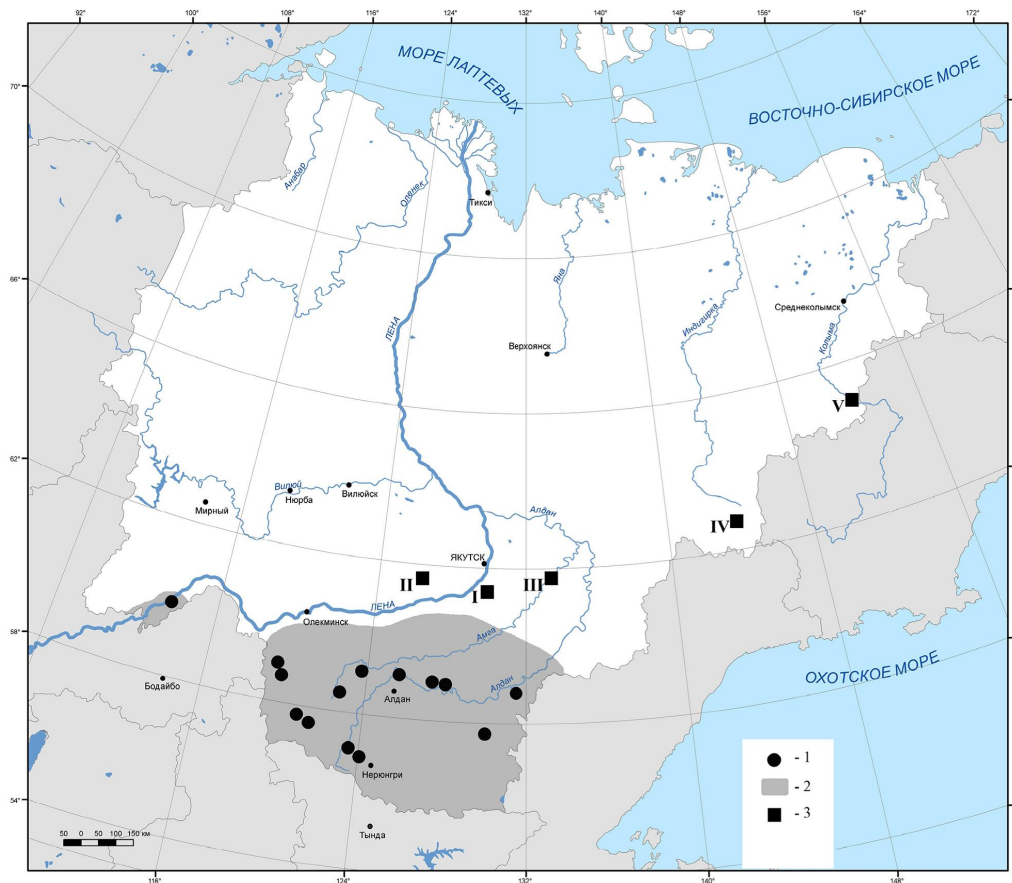 92° 100° 108° 116° 124° 132° 140° 148° 156° 164° 172°
МОРЕ ЛАПТЕВЫХ
ВОСТОЧНО-СИБИРСКОЕ МОРЕ
70°
Анабар
Оленек
Тикси
Яна
66°
Среднеколымск
Индигирка
ЛЕНА
Колыма
Верхоянск
V
62°
Вилюй
Нюрба
Вилюйск
Мирный
Алдан
IV
ЯКУТСК
II
III
I
ЛЕНА
Олекминск
58°
Амга
ОХОТСКОЕ МОРЕ
Бодайбо
Алдан
Алдан
- 1
Нерюнгри
- 2
54°
- 3
Тында
50 0 50 100 150 км
116° 124° 132° 140° 148°